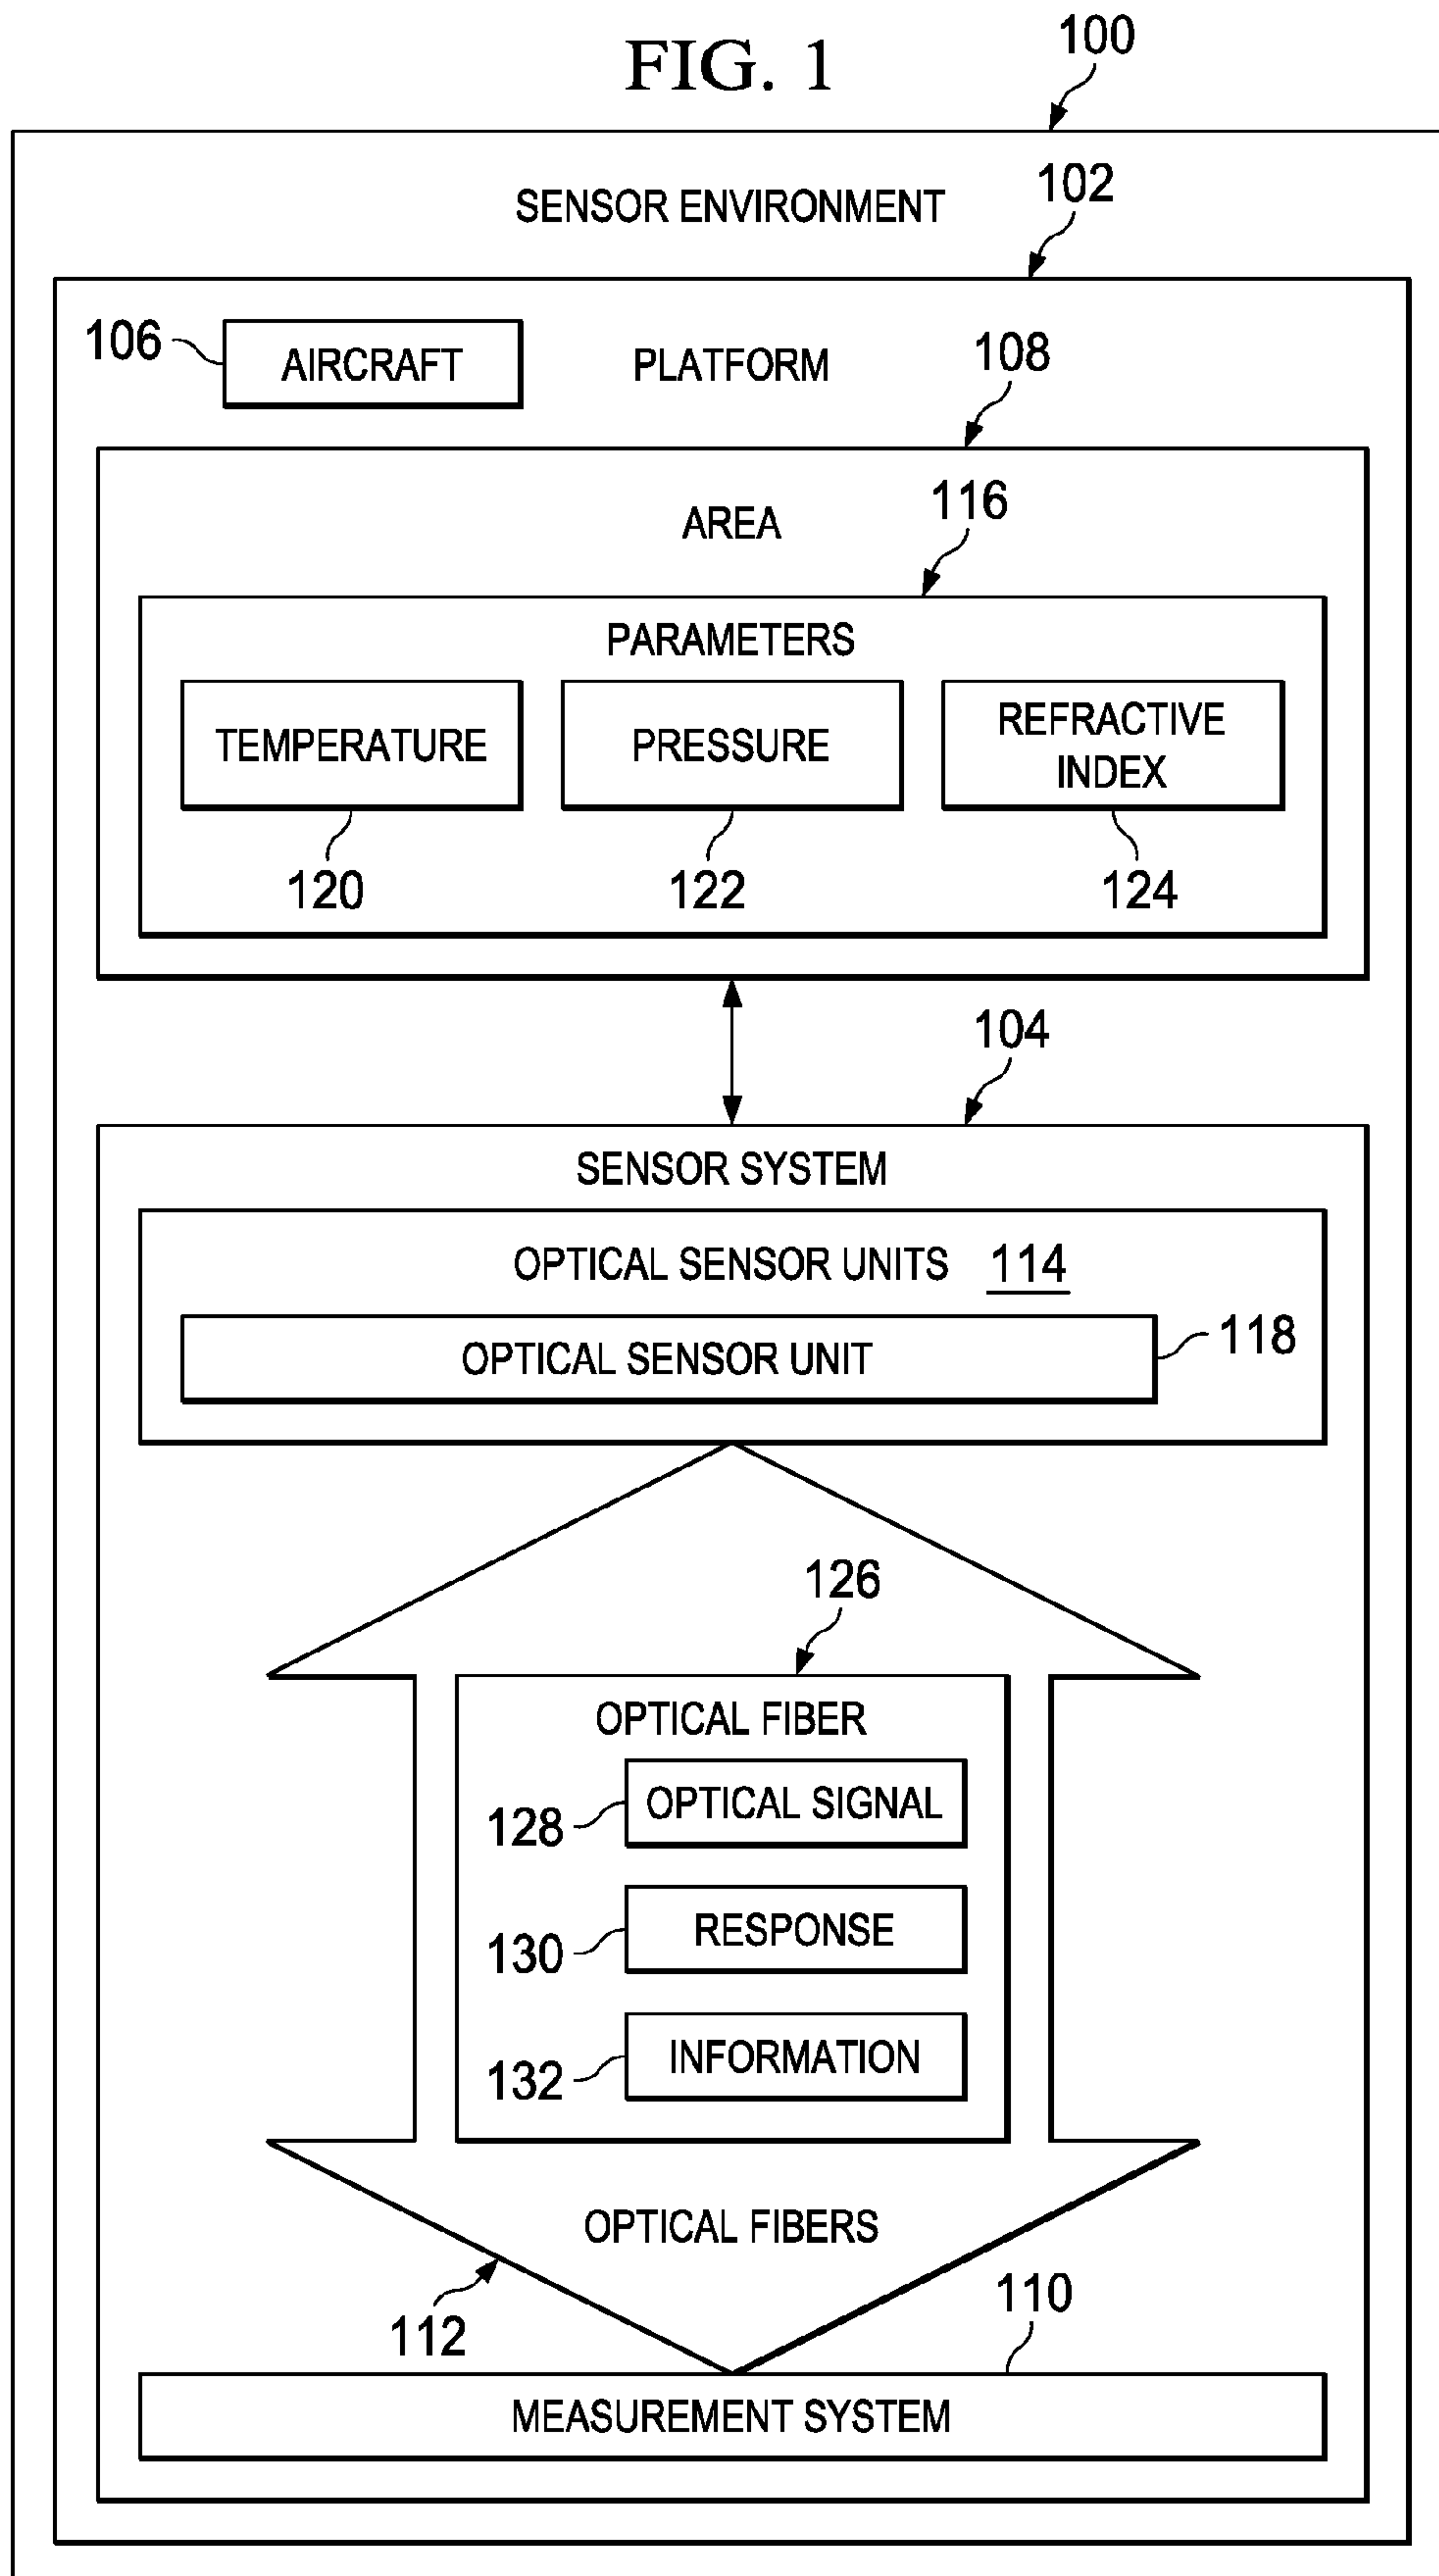 FIG. 1
100
SENSOR ENVIRONMENT
102
106
AIRCRAFT
PLATFORM
108
AREA
116
PARAMETERS
TEMPERATURE
PRESSURE
REFRACTIVE
INDEX
120
122
124
104
SENSOR SYSTEM
OPTICAL SENSOR UNITS 114
OPTICAL SENSOR UNIT
118
126
OPTICAL FIBER
128
OPTICAL SIGNAL
130
RESPONSE
132
INFORMATION
OPTICAL FIBERS
112
110
MEASUREMENT SYSTEM